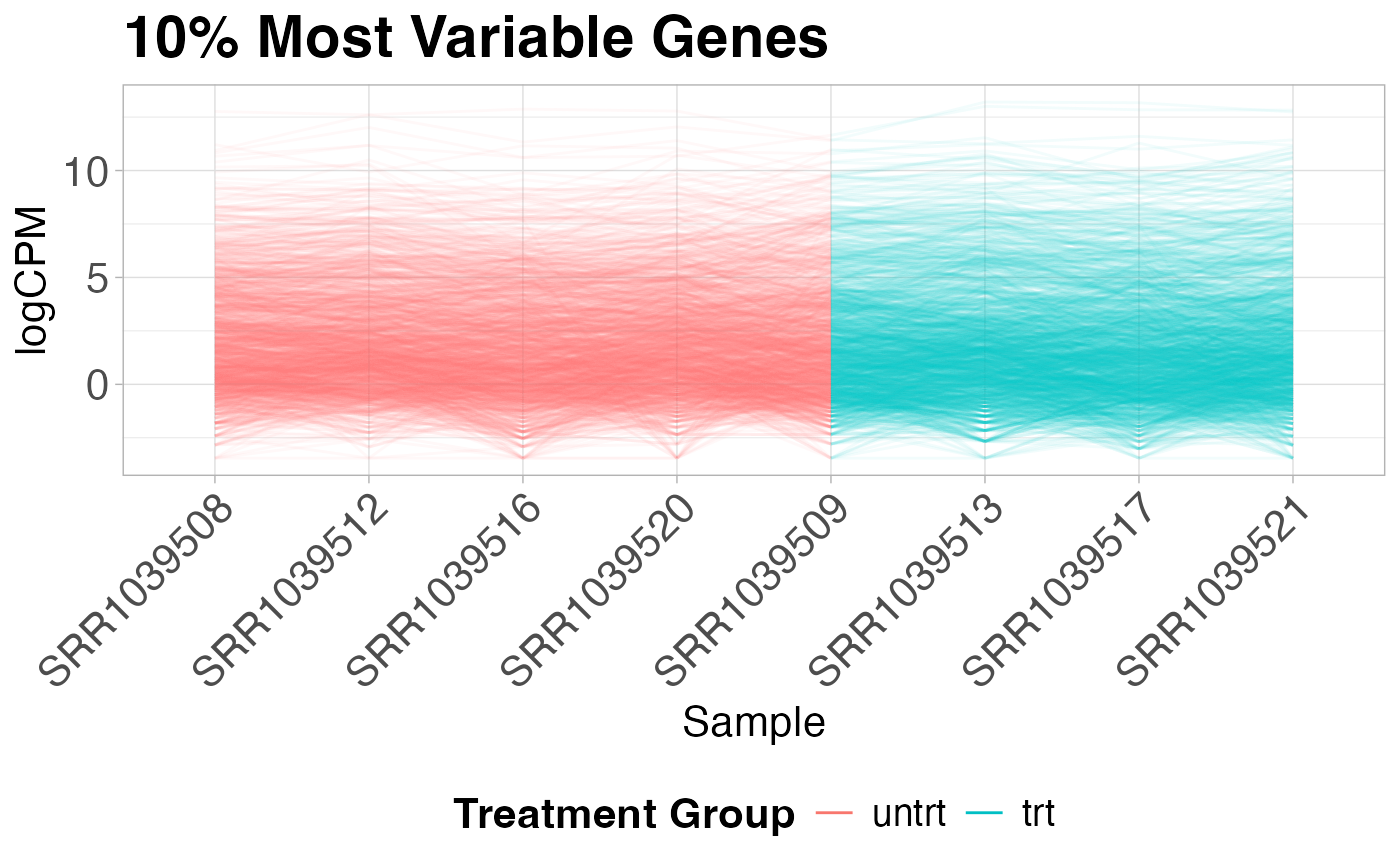 10% Most Variable Genes
logCPM
10
5
0
SRR1039508
SRR1039512
SRR1039516
SRR1039520
SRR1039509
SRR1039513
SRR1039517
SRR1039521
Sample
Treatment Group untrt trt